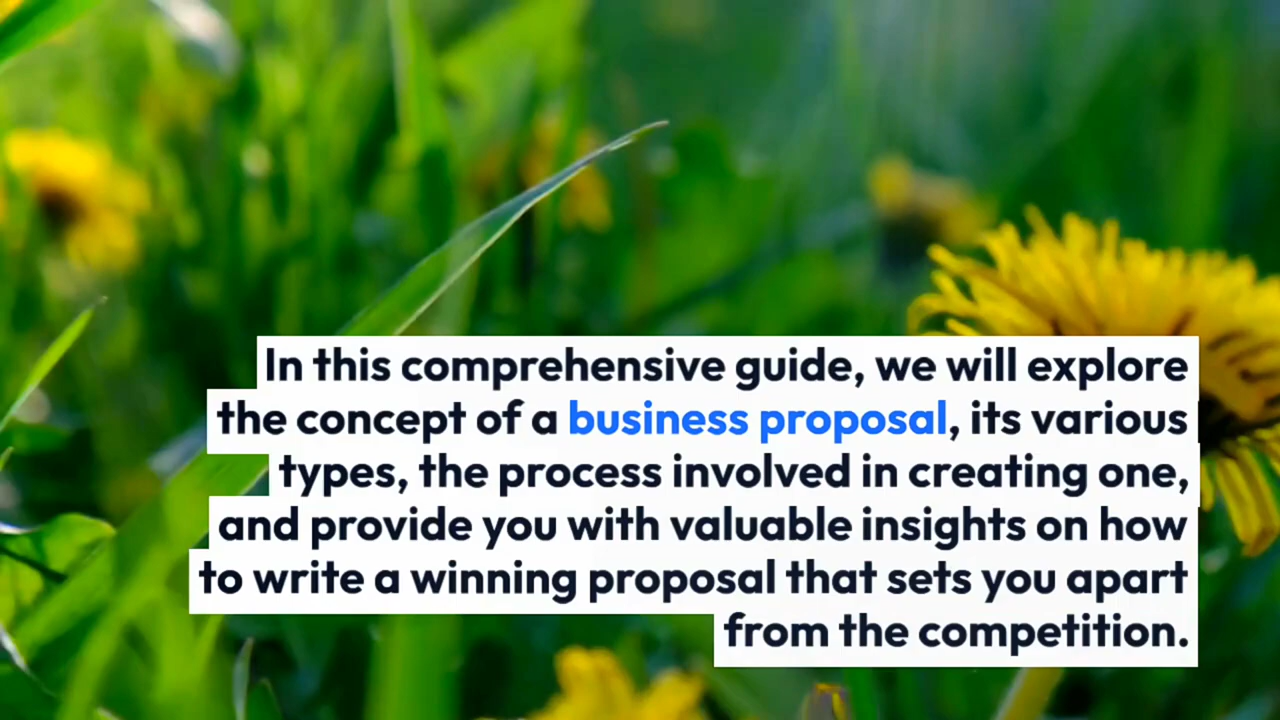 In this comprehensive guide, we will explore
the concept of a business proposal, its various
types, the process involved in creating one,
and provide you with valuable insights on how
to write a winning proposal that sets you apart
from the competition.